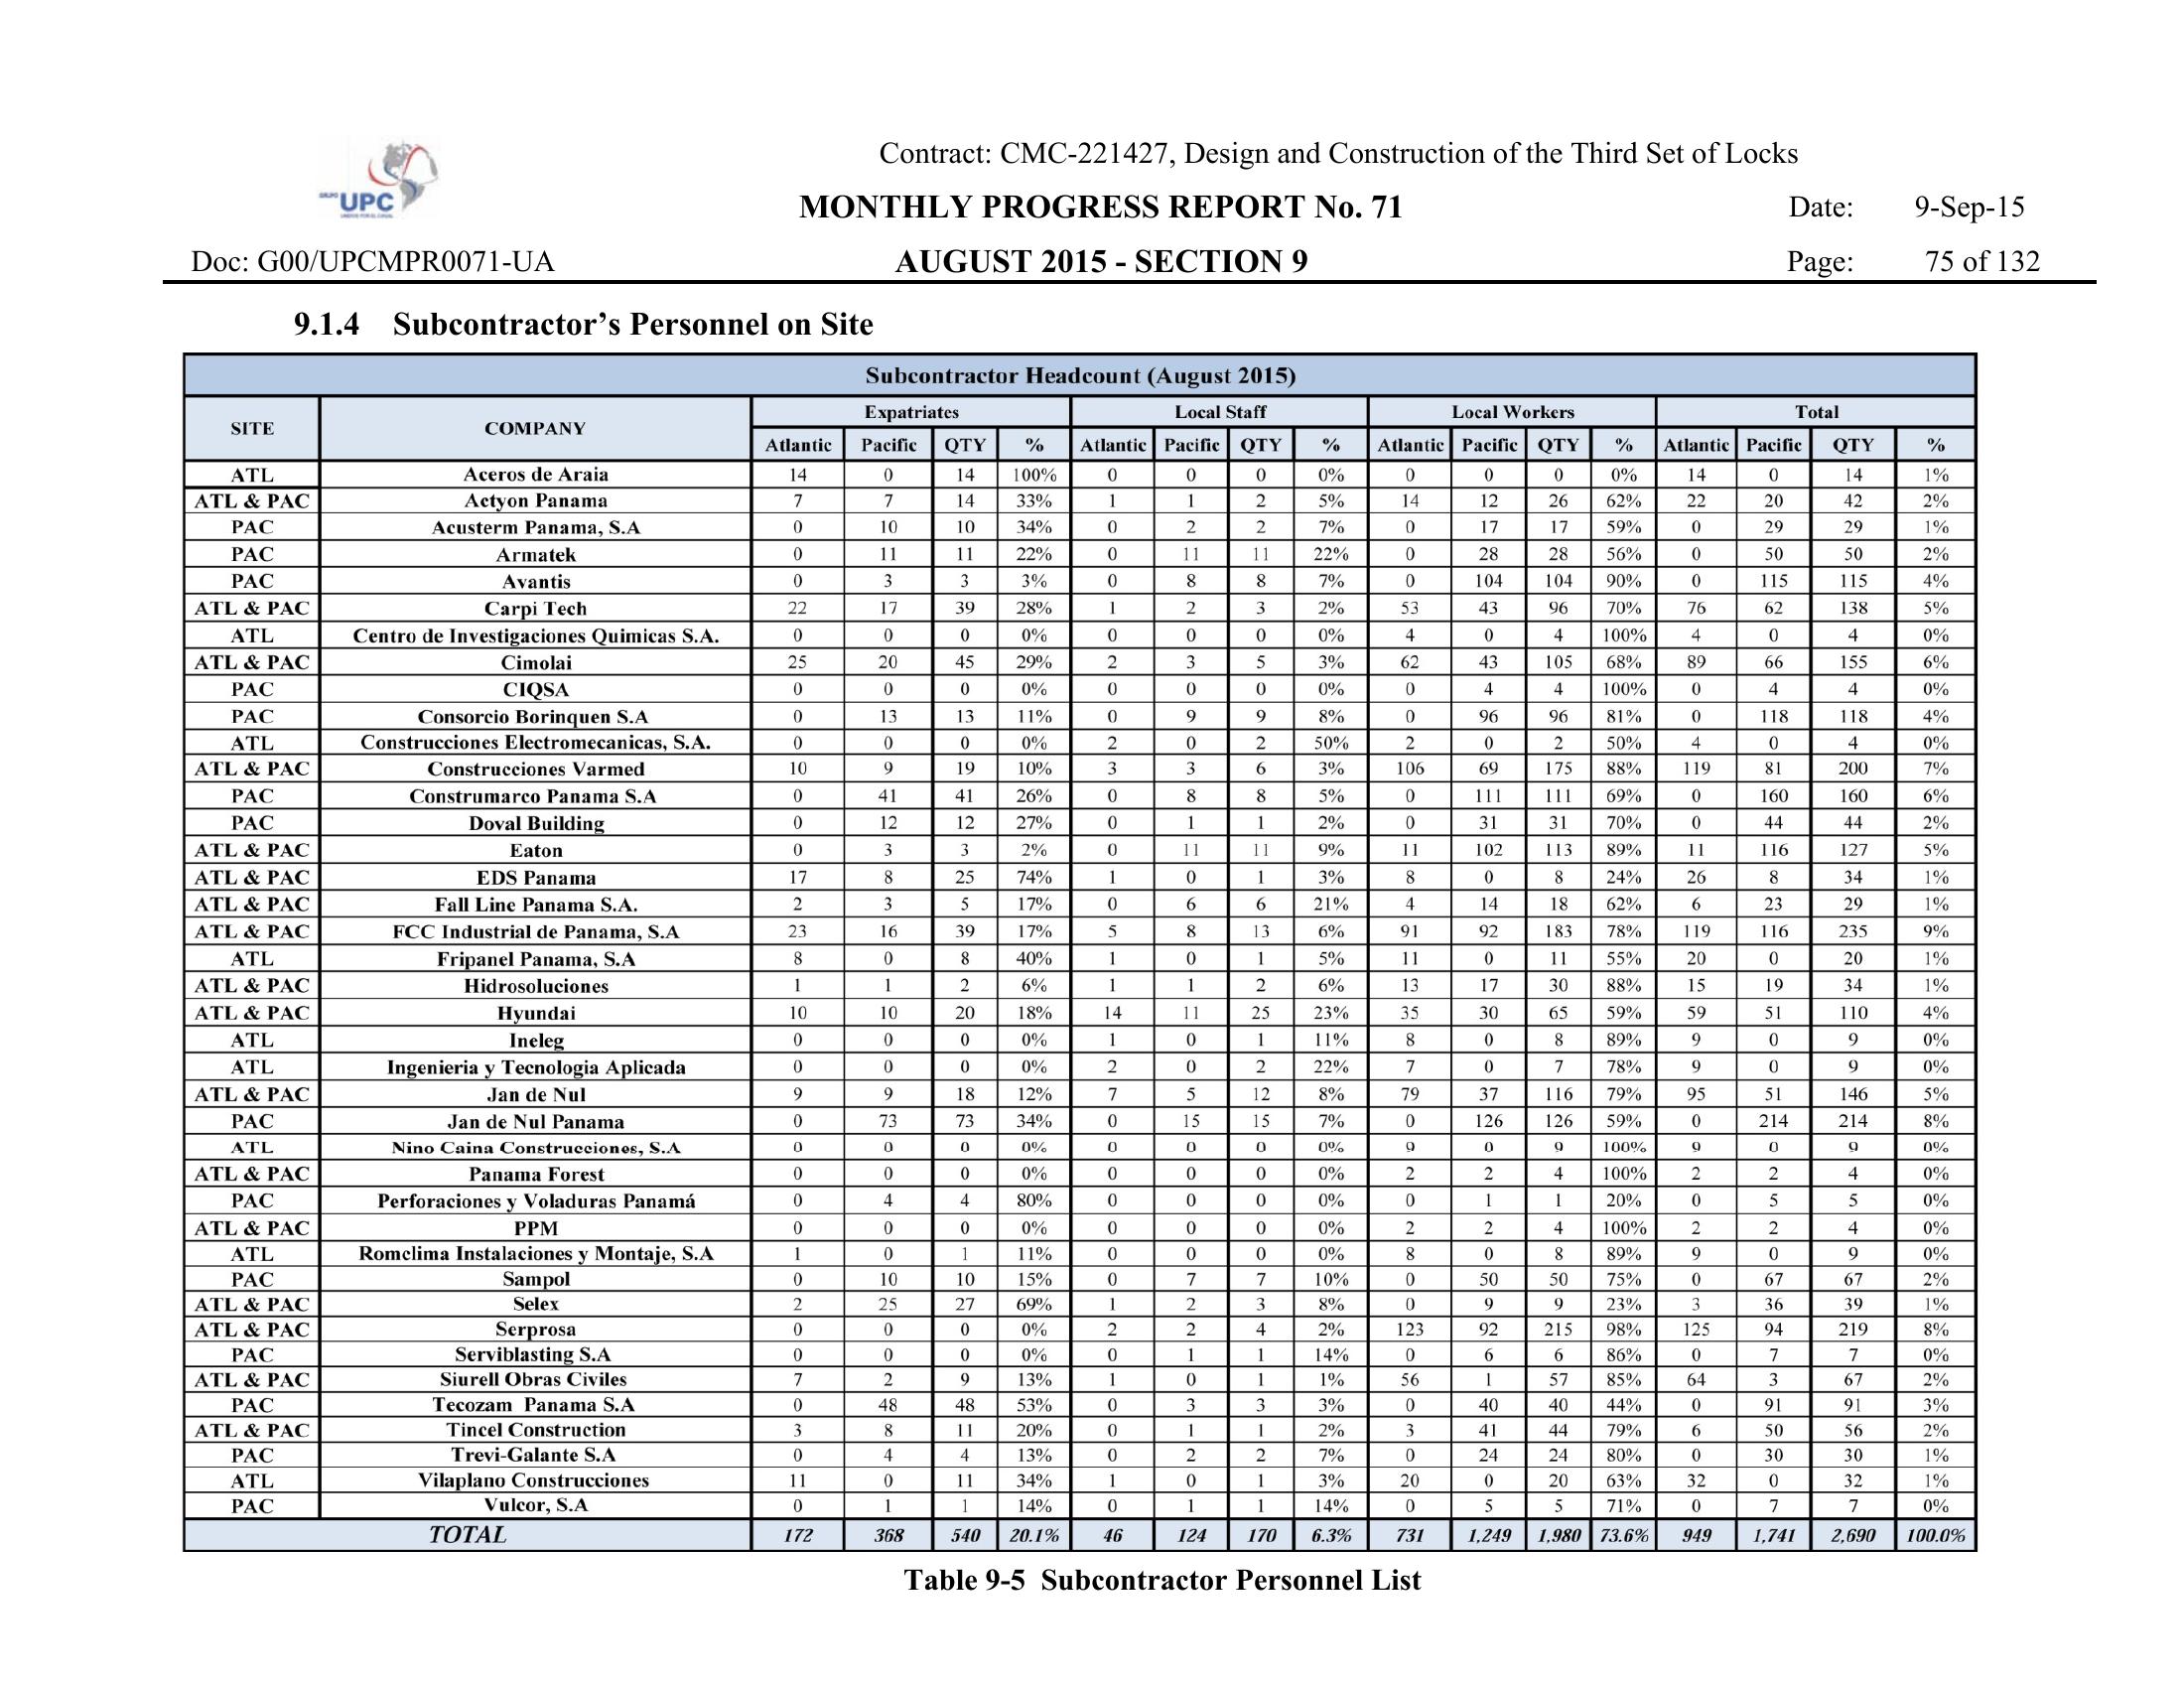 Contract: CMC-221427, Design and Construction of the Third Set of Locks
GRUPO UPC
MONTHLY PROGRESS REPORT No. 71 Date: 9-Sep-15
Doc: G00/UPCMPR0071-UA AUGUST 2015 - SECTION 9 Page: 75 of 132
9.1.4 Subcontractor’s Personnel on Site
Subcontractor Headcount (August 2015)
SITE COMPANY Expatriates Local Staff Local Workers Total
Atlantic Pacific QTY % Atlantic Pacific QTY % Atlantic Pacific QTY % Atlantic Pacific QTY %
ATL Aceros de Araia 14 0 14 100% 0 0 0 0% 0 0 0 0% 14 0 14 1%
ATL & PAC Actyon Panama 7 7 14 33% 1 1 2 5% 14 12 26 62% 22 20 42 2%
PAC Acusterm Panama, S.A 0 10 10 34% 0 2 2 7% 0 17 17 59% 0 29 29 1%
PAC Armatek 0 11 11 22% 0 11 11 22% 0 28 28 56% 0 50 50 2%
PAC Avantis 0 3 3 3% 0 8 8 7% 0 104 104 90% 0 115 115 4%
ATL & PAC Carpi Tech 22 17 39 28% 1 2 3 2% 53 43 96 70% 76 62 138 5%
ATL Centro de Investigaciones Quimicas S.A. 0 0 0 0% 0 0 0 0% 4 0 4 100% 4 0 4 0%
ATL & PAC Cimolai 25 20 45 29% 2 3 5 3% 62 43 105 68% 89 66 155 6%
PAC CIQSA 0 0 0 0% 0 0 0 0% 0 4 4 100% 0 4 4 0%
PAC Consorcio Borinquen S.A 0 13 13 11% 0 9 9 8% 0 96 96 81% 0 118 118 4%
ATL Construcciones Electromecanicas, S.A. 0 0 0 0% 2 0 2 50% 2 0 2 50% 4 0 4 0%
ATL & PAC Construcciones Varmed 10 9 19 10% 3 3 6 3% 106 69 175 88% 119 81 200 7%
PAC Construmarco Panama S.A 0 41 41 26% 0 8 8 5% 0 111 111 69% 0 160 160 6%
PAC Doval Building 0 12 12 27% 0 1 1 2% 0 31 31 70% 0 44 44 2%
ATL & PAC Eaton 0 3 3 2% 0 11 11 9% 11 102 113 89% 11 116 127 5%
ATL & PAC EDS Panama 17 8 25 74% 1 0 1 3% 8 0 8 24% 26 8 34 1%
ATL & PAC Fall Line Panama S.A. 2 3 5 17% 0 6 6 21% 4 14 18 62% 6 23 29 1%
ATL & PAC FCC Industrial de Panama, S.A 23 16 39 17% 5 8 13 6% 91 92 183 78% 119 116 235 9%
ATL Fripanel Panama, S.A 8 0 8 40% 1 0 1 5% 11 0 11 55% 20 0 20 1%
ATL & PAC Hidrosoluciones 1 1 2 6% 1 1 2 6% 13 17 30 88% 15 19 34 1%
ATL & PAC Hyundai 10 10 20 18% 14 11 25 23% 35 30 65 59% 59 51 110 4%
ATL Ineleg 0 0 0 0% 1 0 1 11% 8 0 8 89% 9 0 9 0%
ATL Ingenieria y Tecnologia Aplicada 0 0 0 0% 2 0 2 22% 7 0 7 78% 9 0 9 0%
ATL & PAC Jan de Nul 9 9 18 12% 7 5 12 8% 79 37 116 79% 95 51 146 5%
PAC Jan de Nul Panama 0 73 73 34% 0 15 15 7% 0 126 126 59% 0 214 214 8%
ATL Nino Caina Construcciones, S.A 0 0 0 0% 0 0 0 0% 9 0 9 100% 9 0 9 0%
ATL & PAC Panama Forest 0 0 0 0% 0 0 0 0% 2 2 4 100% 2 2 4 0%
PAC Perforaciones y Voladuras Panamá 0 4 4 80% 0 0 0 0% 0 1 1 20% 0 5 5 0%
ATL & PAC PPM 0 0 0 0% 0 0 0 0% 2 2 4 100% 2 2 4 0%
ATL Romclima Instalaciones y Montaje, S.A 1 0 1 11% 0 0 0 0% 8 0 8 89% 9 0 9 0%
PAC Sampol 0 10 10 15% 0 7 7 10% 0 50 50 75% 0 67 67 2%
ATL & PAC Selex 2 25 27 69% 1 2 3 8% 0 9 9 23% 3 36 39 1%
ATL & PAC Serprosa 0 0 0 0% 2 2 4 2% 123 92 215 98% 125 94 219 8%
PAC Serviblasting S.A 0 0 0 0% 0 1 1 14% 0 6 6 86% 0 7 7 0%
ATL & PAC Siurell Obras Civiles 7 2 9 13% 1 0 1 1% 56 1 57 85% 64 3 67 2%
PAC Tecozam Panama S.A 0 48 48 53% 0 3 3 3% 0 40 40 44% 0 91 91 3%
ATL & PAC Tincel Construction 3 8 11 20% 0 1 1 2% 3 41 44 79% 6 50 56 2%
PAC Trevi-Galante S.A 0 4 4 13% 0 2 2 7% 0 24 24 80% 0 30 30 1%
ATL Vilaplano Construcciones 11 0 11 34% 1 0 1 3% 20 0 20 63% 32 0 32 1%
PAC Vulcor, S.A 0 1 1 14% 0 1 1 14% 0 5 5 71% 0 7 7 0%
TOTAL 172 368 540 20.1% 46 124 170 6.3% 731 1,249 1,980 73.6% 949 1,741 2,690 100.0%
Table 9-5 Subcontractor Personnel List